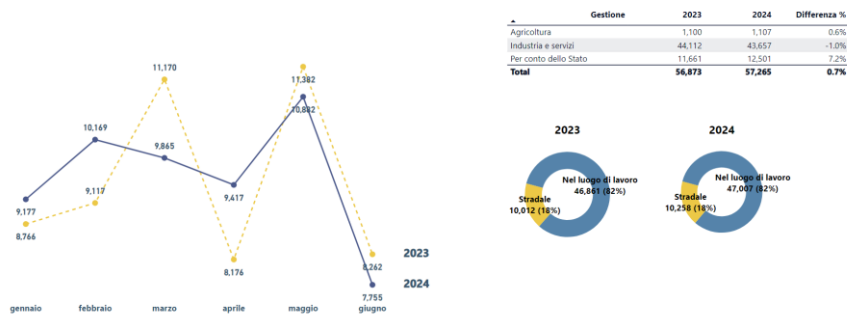 Gestione 2023 2024 Differenza %
Agricoltura 1,100 1,107 0.6%
Industria e servizi 44,112 43,657 -1.0%
Per conto dello Stato 11,661 12,501 7.2%
Total 56,873 57,265 0.7%
11,170
11,382
10,882
10,169
9,865
9,417
9,177
9,117
8,766
8,176
8,262
7,755
2023
2024
gennaio febbraio marzo aprile maggio giugno
2023
Nel luogo di lavoro
46,861 (82%)
Stradale
10,012 (18%)
2024
Nel luogo di lavoro
47,007 (82%)
Stradale
10,258 (18%)